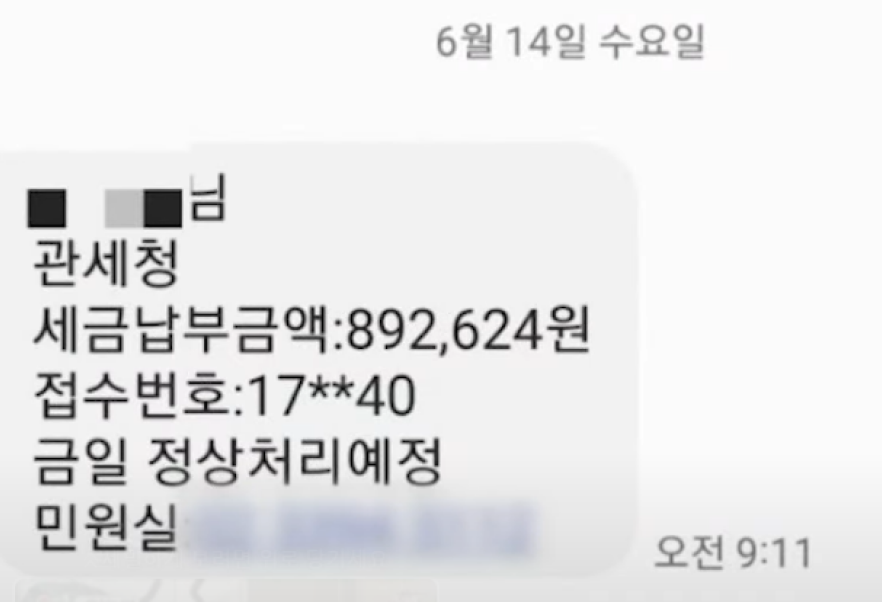 6월 14일 수요일
님
관세청
세금납부금액:892,624원
접수번호:17**40
금일 정상처리예정
민원실:
오전 9:11